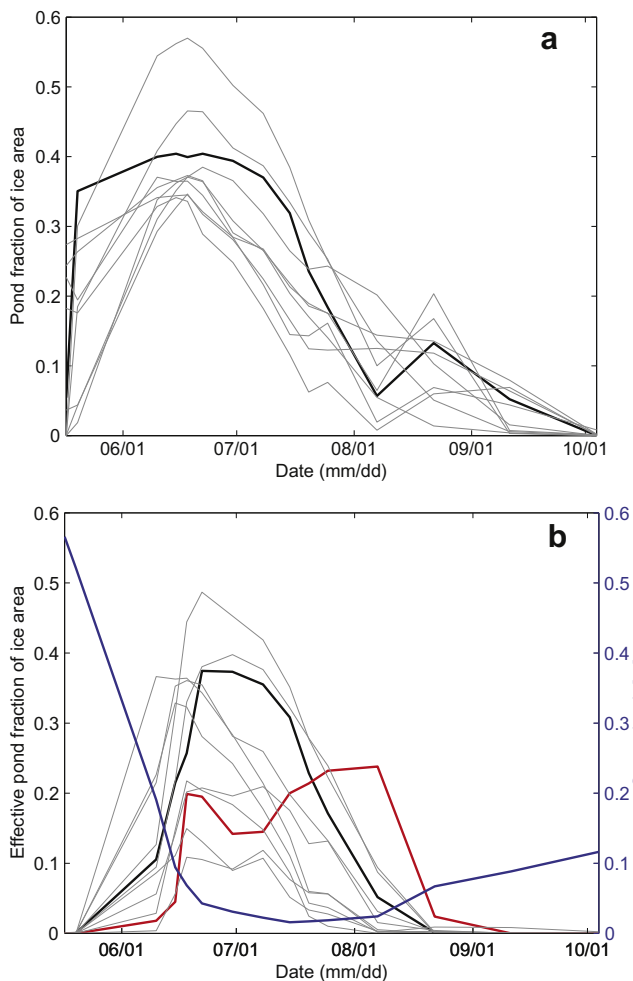 a
0.6
0.5
0.4
0.3
0.2
0.1
0
Pond fraction of ice area
06/01 07/01 08/01 09/01 10/01
Date (mm/dd)
b
0.6 0.6
0.5 0.5
0.4 0.4
0.3 0.3
0.2 0.2
0.1 0.1
0 0
Effective pond fraction of ice area
06/01 07/01 08/01 09/01 10/01
Date (mm/dd)